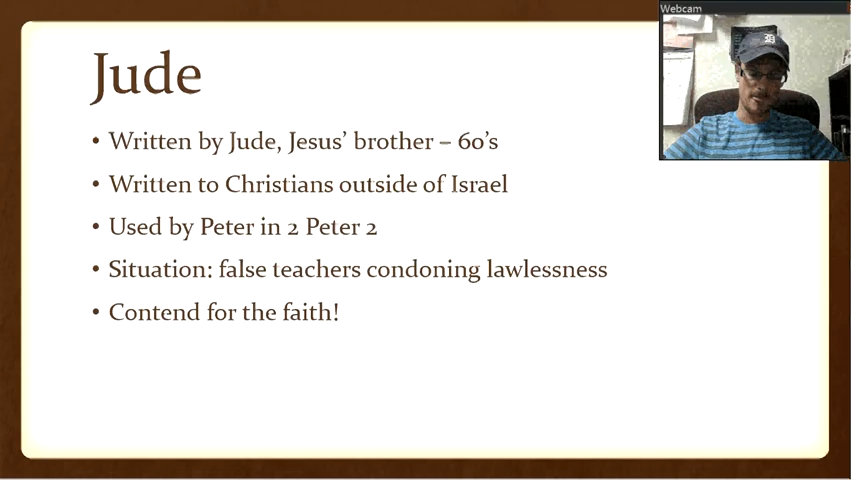 Webcam
Jude
• Written by Jude, Jesus’ brother – 60’s
• Written to Christians outside of Israel
• Used by Peter in 2 Peter 2
• Situation: false teachers condoning lawlessness
• Contend for the faith!